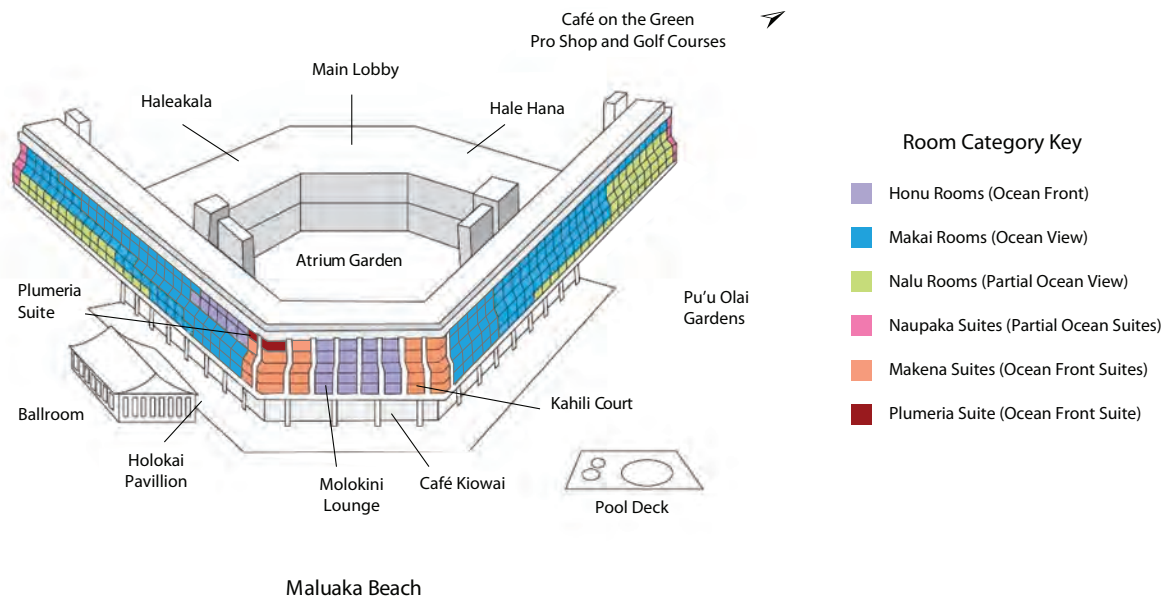 Café on the Green
Pro Shop and Golf Courses
Main Lobby
Haleakala
Hale Hana
Atrium Garden
Plumeria
Suite
Pu'u Olai
Gardens
Ballroom
Holokai
Pavillion
Molokini
Lounge
Café Kiowai
Kahili Court
Pool Deck
Maluaka Beach
Room Category Key
Honu Rooms (Ocean Front)
Makai Rooms (Ocean View)
Nalu Rooms (Partial Ocean View)
Naupaka Suites (Partial Ocean Suites)
Makena Suites (Ocean Front Suites)
Plumeria Suite (Ocean Front Suite)